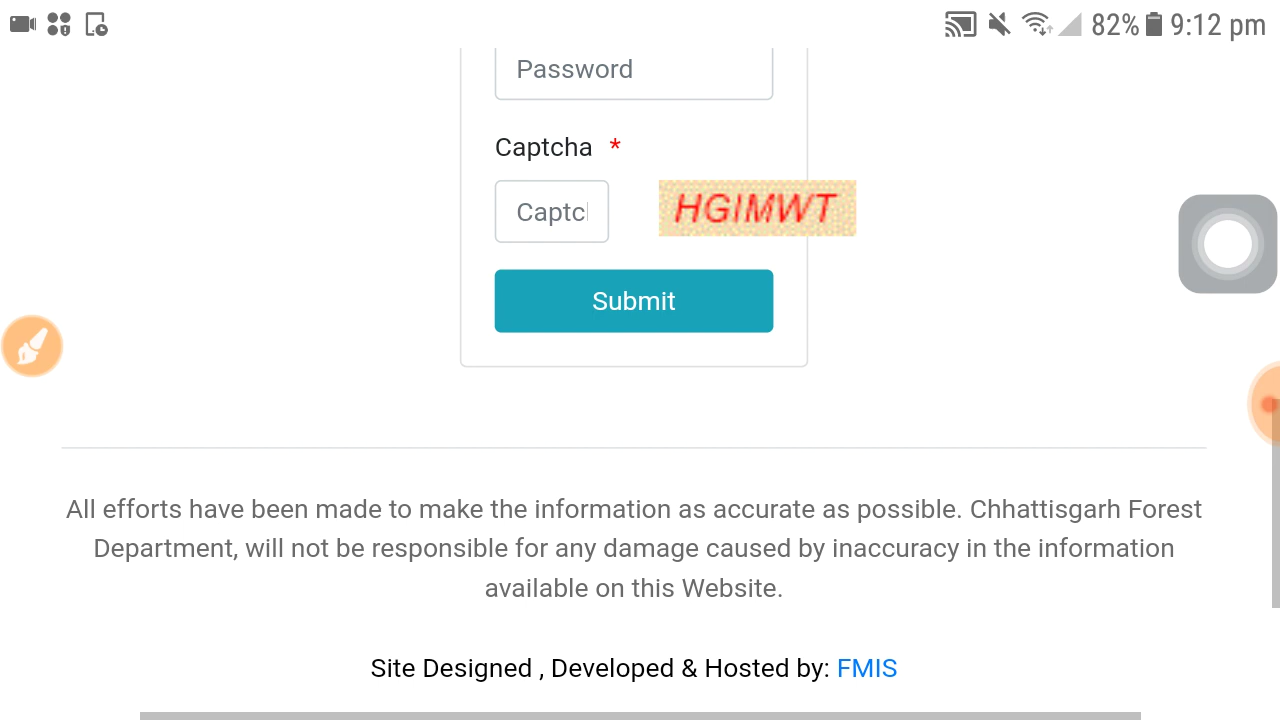 82% 9:12 pm
Password
Captcha *
Captc
HGIMWT
Submit
All efforts have been made to make the information as accurate as possible. Chhattisgarh Forest
Department, will not be responsible for any damage caused by inaccuracy in the information
available on this Website.
Site Designed , Developed & Hosted by: FMIS